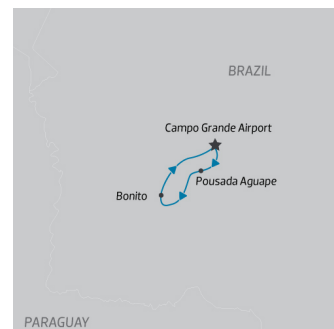 BRAZIL
Campo Grande Airport
Pousada Aguape
Bonito
PARAGUAY